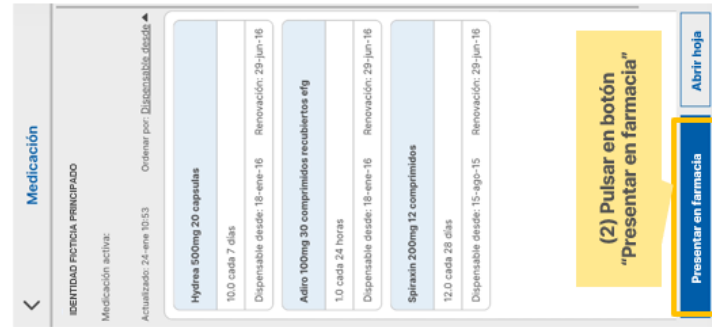 Medicación
IDENTIDAD FICTICIA PRINCIPADO
Medicación activa:
Actualizado: 24-ene 10:53 Ordenar por: Dispensable desde
Hydrea 500mg 20 capsulas
10.0 cada 7 días
Dispensable desde: 18-ene-16 Renovación: 29-jun-16
Adiro 100mg 30 comprimidos recubiertos efg
1.0 cada 24 horas
Dispensable desde: 18-ene-16 Renovación: 29-jun-16
Spiraxin 200mg 12 comprimidos
12.0 cada 28 días
Dispensable desde: 15-ago-15 Renovación: 29-jun-16
(2) Pulsar en botón
“Presentar en farmacia”
Presentar en farmacia
Abrir hoja